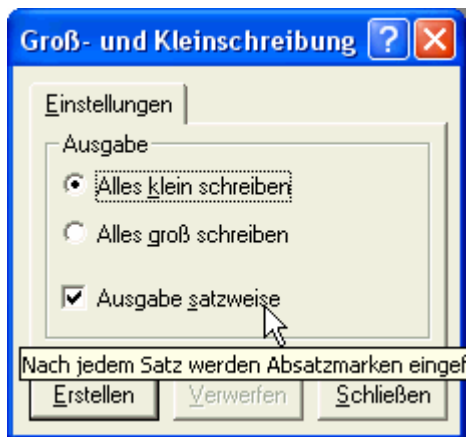 Groß- und Kleinschreibung
Einstellungen
Ausgabe
Alles klein schreiben
Alles groß schreiben
Ausgabe satzweise
Nach jedem Satz werden Absatzmarken eingef
Erstellen Verwerfen Schließen